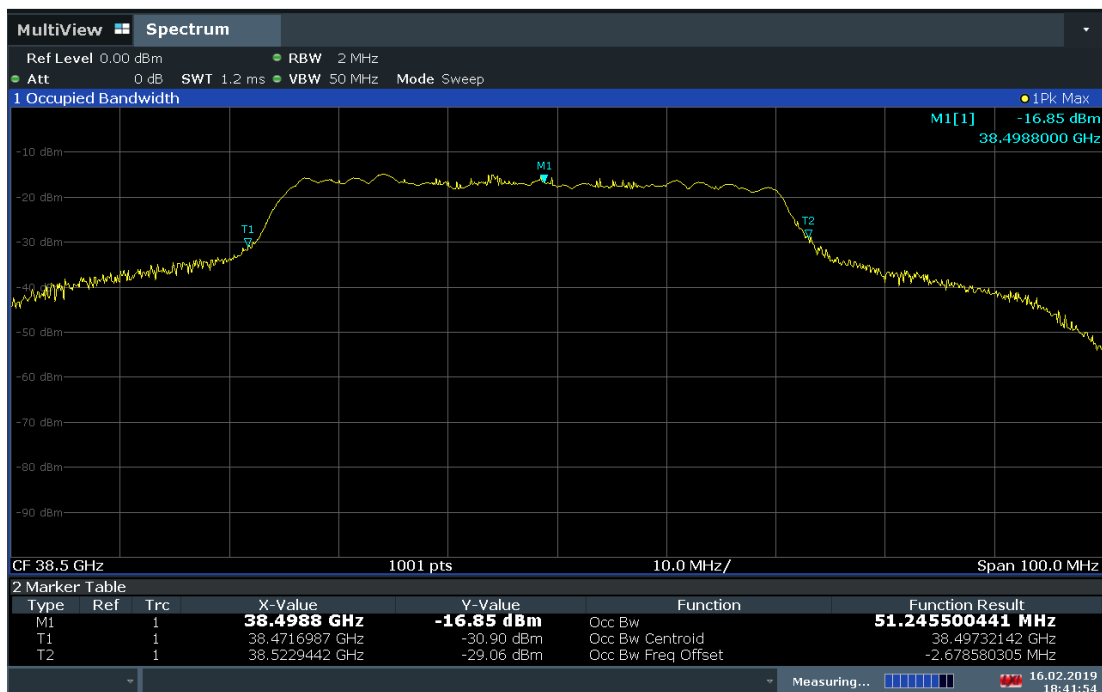 MultiView Spectrum
Ref Level 0.00 dBm RBW 2 MHz
Att 0 dB SWT 1.2 ms VBW 50 MHz Mode Sweep
1 Occupied Bandwidth 1Pk Max
M1[1] -16.85 dBm
38.4988000 GHz
-10 dBm
M1
-20 dBm
T1
T2
-30 dBm
-40 dBm
-50 dBm
-60 dBm
-70 dBm
-80 dBm
-90 dBm
CF 38.5 GHz 1001 pts 10.0 MHz/ Span 100.0 MHz
2 Marker Table
Type Ref Trc X-Value Y-Value Function Function Result
M1 1 38.4988 GHz -16.85 dBm Occ Bw 51.245500441 MHz
T1 1 38.4716987 GHz -30.90 dBm Occ Bw Centroid 38.49732142 GHz
T2 1 38.5229442 GHz -29.06 dBm Occ Bw Freq Offset -2.678580305 MHz
Measuring... 16.02.2019
18:41:54